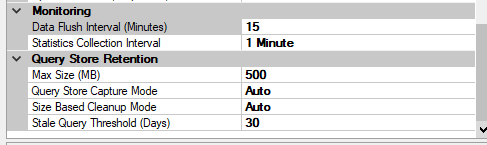 Monitoring
Data Flush Interval (Minutes) 15
Statistics Collection Interval 1 Minute
Query Store Retention
Max Size (MB) 500
Query Store Capture Mode Auto
Size Based Cleanup Mode Auto
Stale Query Threshold (Days) 30